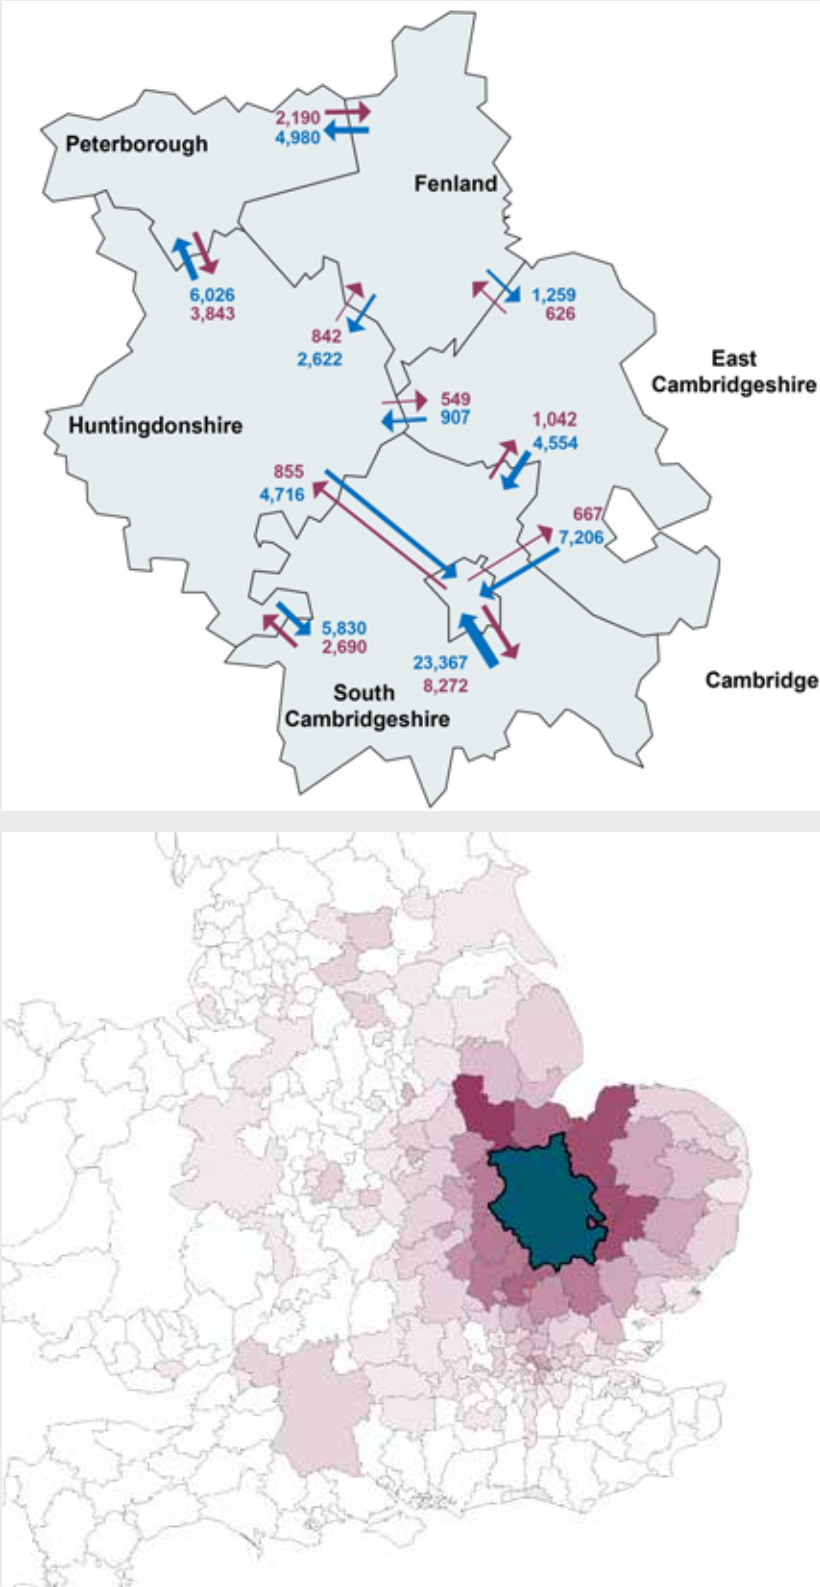 2,190
4,980
Peterborough
Fenland
6,026
3,843
1,259
626
842
2,622
East
Cambridgeshire
549
907
Huntingdonshire
1,042
4,554
855
4,716
667
7,206
5,830
2,690
23,367
8,272
South
Cambridgeshire
Cambridge